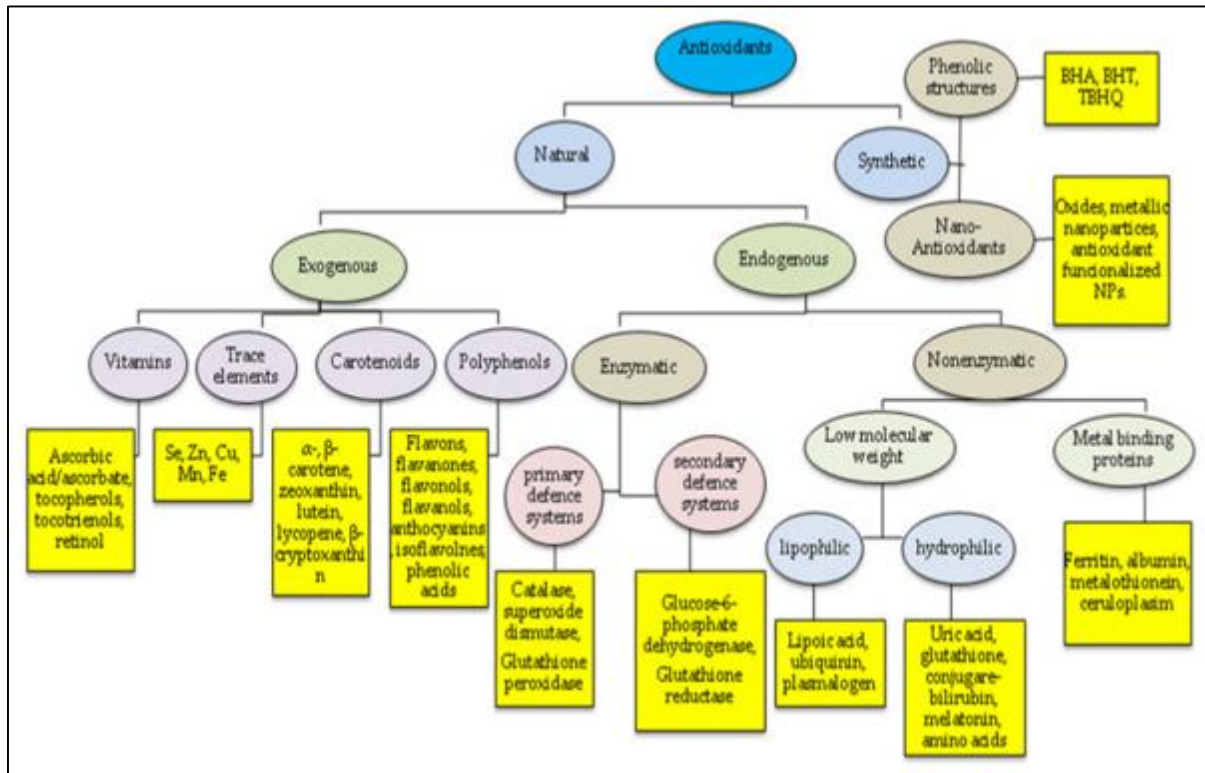 Antioxidants
Phenolic
structures
BHA, BHT,
TBHQ
Natural
Synthetic
Nano-
Antioxidants
Oxides, metallic
nanopartices,
antioxidant
funcionalized
NPs.
Exogenous
Endogenous
Vitamins
Trace
elements
Carotenoids
Polyphenols
Enzymatic
Nonenzymatic
Ascorbic
acid/ascorbate,
tocopherols,
tocotrienols,
retinol
Se, Zn, Cu,
Mn, Fe
α-, β-
carotene,
zeoxanthin,
lutein,
lycopene, β-
cryptoxanthi
n
Flavons,
flavanones,
flavonols,
flavanols,
anthocyanins
, isoflavolnes,
phenolic
acids
primary
defence
systems
secondary
defence
systems
Low molecular
weight
Metal binding
proteins
lipophilic
hydrophilic
Catalase,
superoxide
dismutase,
Glutathione
peroxidase
Glucose-6-
phosphate
dehydrogenase,
Glutathione
reductase
Lipoic acid,
ubiquinin,
plasmalogen
Uric acid,
glutathione,
conjugare-
bilirubin,
melatonin,
amino acids
Ferritin, albumin,
metalothionein,
ceruloplasim